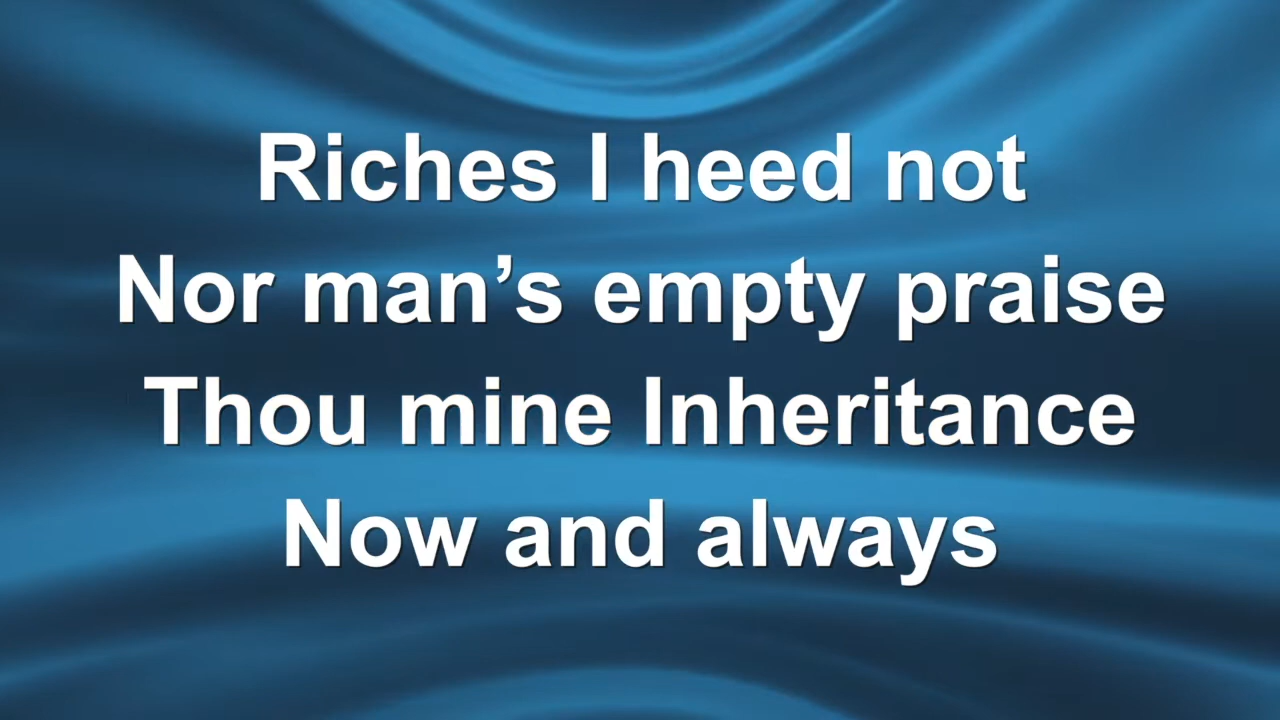 Riches I heed not
Nor man’s empty praise
Thou mine Inheritance
Now and always